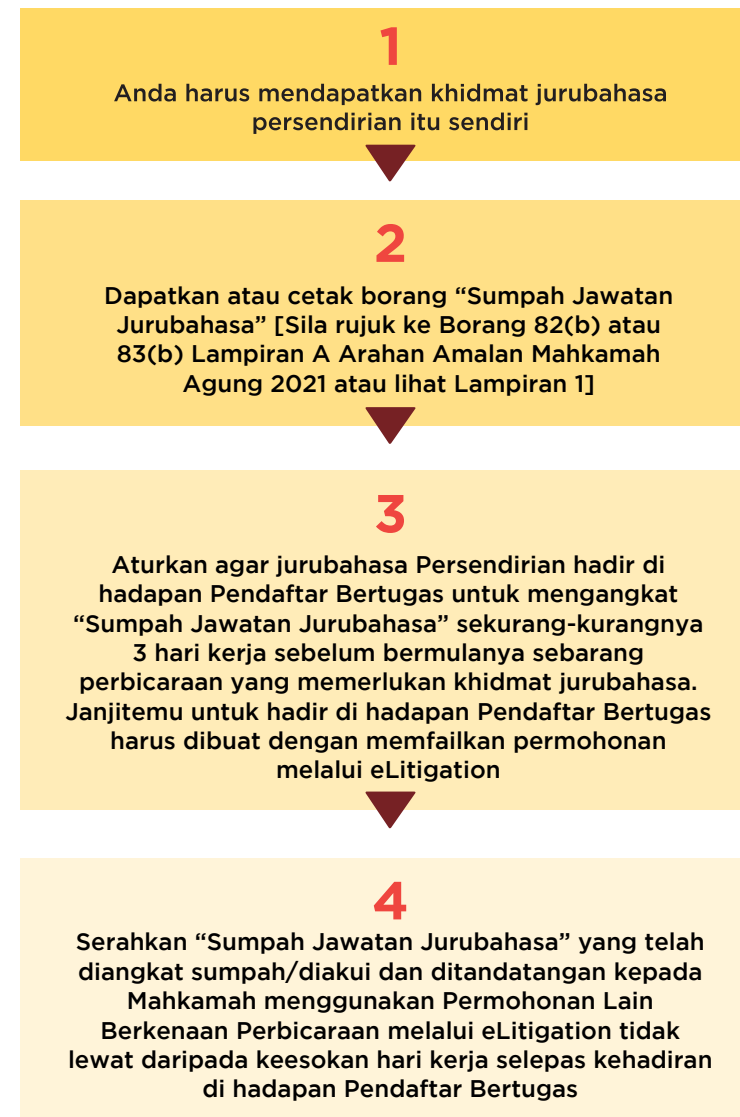 1
Anda harus mendapatkan khidmat jurubahasa
persendirian itu sendiri
2
Dapatkan atau cetak borang “Sumpah Jawatan
Jurubahasa” [Sila rujuk ke Borang 82(b) atau
83(b) Lampiran A Arahan Amalan Mahkamah
Agung 2021 atau lihat Lampiran 1]
3
Aturkan agar jurubahasa Persendirian hadir di
hadapan Pendaftar Bertugas untuk mengangkat
“Sumpah Jawatan Jurubahasa” sekurang-kurangnya
3 hari kerja sebelum bermulanya sebarang
perbicaraan yang memerlukan khidmat jurubahasa.
Janjitemu untuk hadir di hadapan Pendaftar Bertugas
harus dibuat dengan memfailkan permohonan
melalui eLitigation
4
Serahkan “Sumpah Jawatan Jurubahasa” yang telah
diangkat sumpah/diakui dan ditandatangan kepada
Mahkamah menggunakan Permohonan Lain
Berkenaan Perbicaraan melalui eLitigation tidak
lewat daripada keesokan hari kerja selepas kehadiran
di hadapan Pendaftar Bertugas